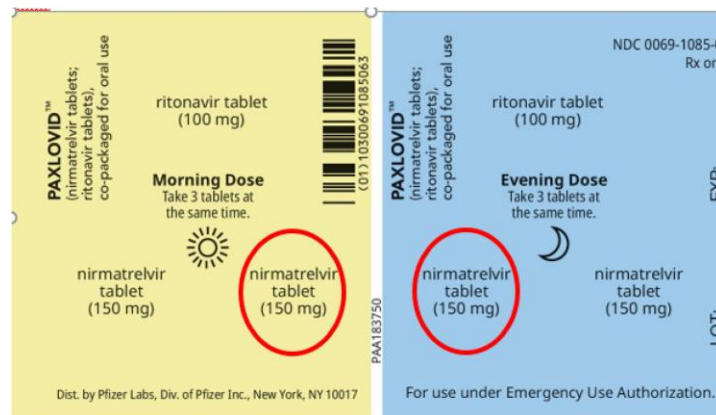 PAXLOVID™
(nirmatrelvir tablets;
ritonavir tablets),
co-packaged for oral use
ritonavir tablet
(100 mg)
(01)10300691085063
Morning Dose
Take 3 tablets at
the same time.
nirmatrelvir
tablet
(150 mg)
nirmatrelvir
tablet
(150 mg)
Dist. by Pfizer Labs, Div. of Pfizer Inc., New York, NY 10017
PAA183750
PAXLOVID™
(nirmatrelvir tablets;
ritonavir tablets),
co-packaged for oral use
NDC 0069-1085-
Rx
ritonavir tablet
(100 mg)
Evening Dose
Take 3 tablets at
the same time.
nirmatrelvir
tablet
(150 mg)
nirmatrelvir
tablet
(150 mg)
EXP:
LOT:
For use under Emergency Use Authorization.